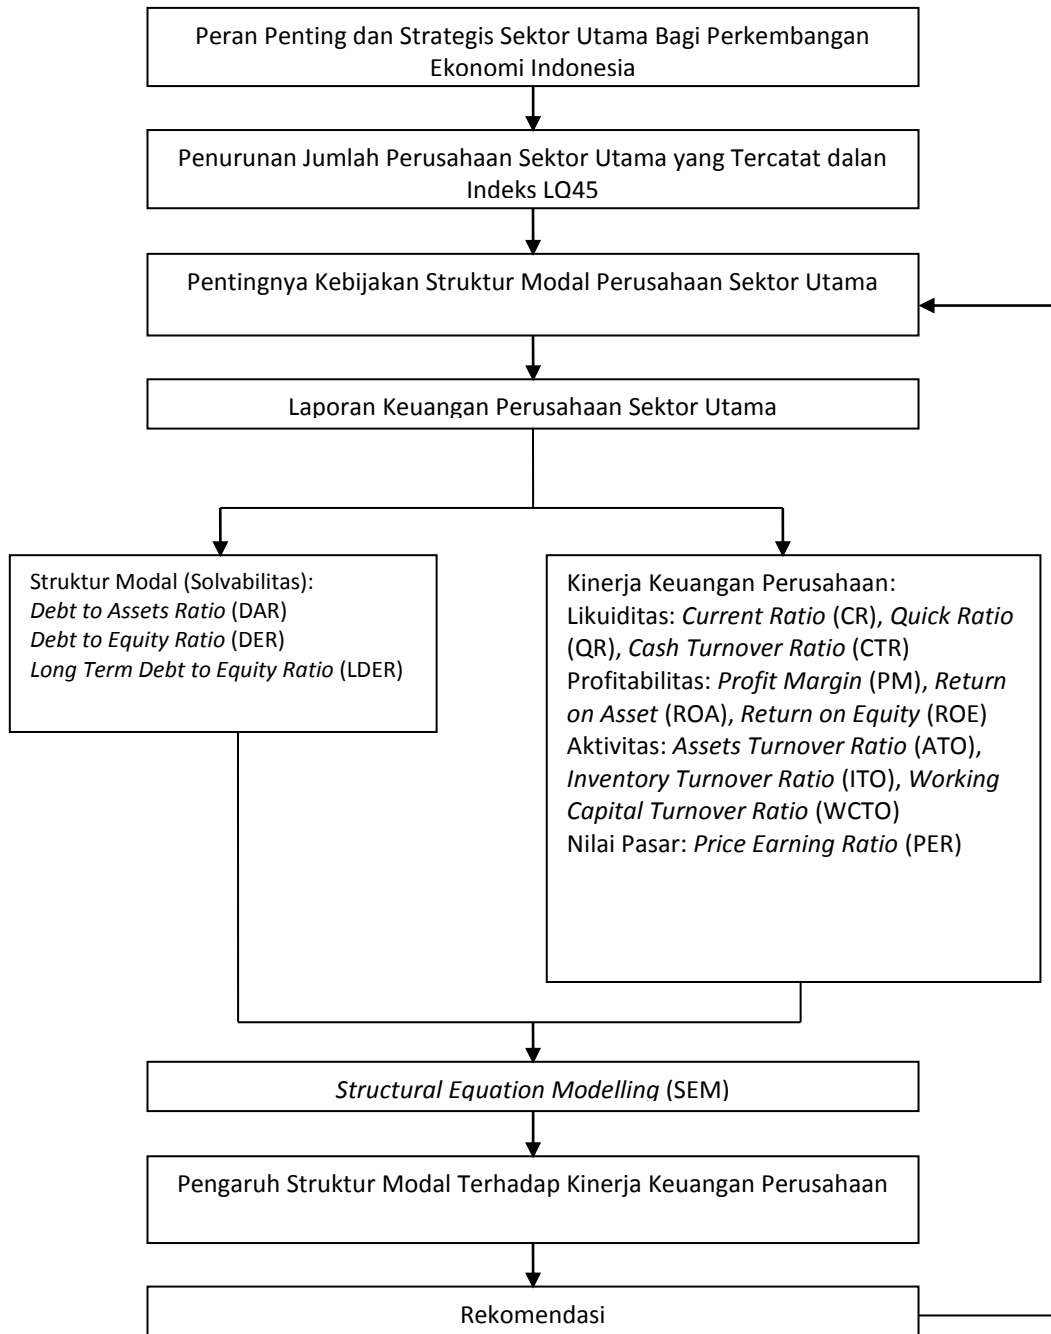 Peran Penting dan Strategis Sektor Utama Bagi Perkembangan
Ekonomi Indonesia
Penurunan Jumlah Perusahaan Sektor Utama yang Tercatat dalan
Indeks LQ45
Pentingnya Kebijakan Struktur Modal Perusahaan Sektor Utama
Laporan Keuangan Perusahaan Sektor Utama
Struktur Modal (Solvabilitas):
Debt to Assets Ratio (DAR)
Debt to Equity Ratio (DER)
Long Term Debt to Equity Ratio (LDER)
Kinerja Keuangan Perusahaan:
Likuiditas: Current Ratio (CR), Quick Ratio
(QR), Cash Turnover Ratio (CTR)
Profitabilitas: Profit Margin (PM), Return
on Asset (ROA), Return on Equity (ROE)
Aktivitas: Assets Turnover Ratio (ATO),
Inventory Turnover Ratio (ITO), Working
Capital Turnover Ratio (WCTO)
Nilai Pasar: Price Earning Ratio (PER)
Structural Equation Modelling (SEM)
Pengaruh Struktur Modal Terhadap Kinerja Keuangan Perusahaan
Rekomendasi